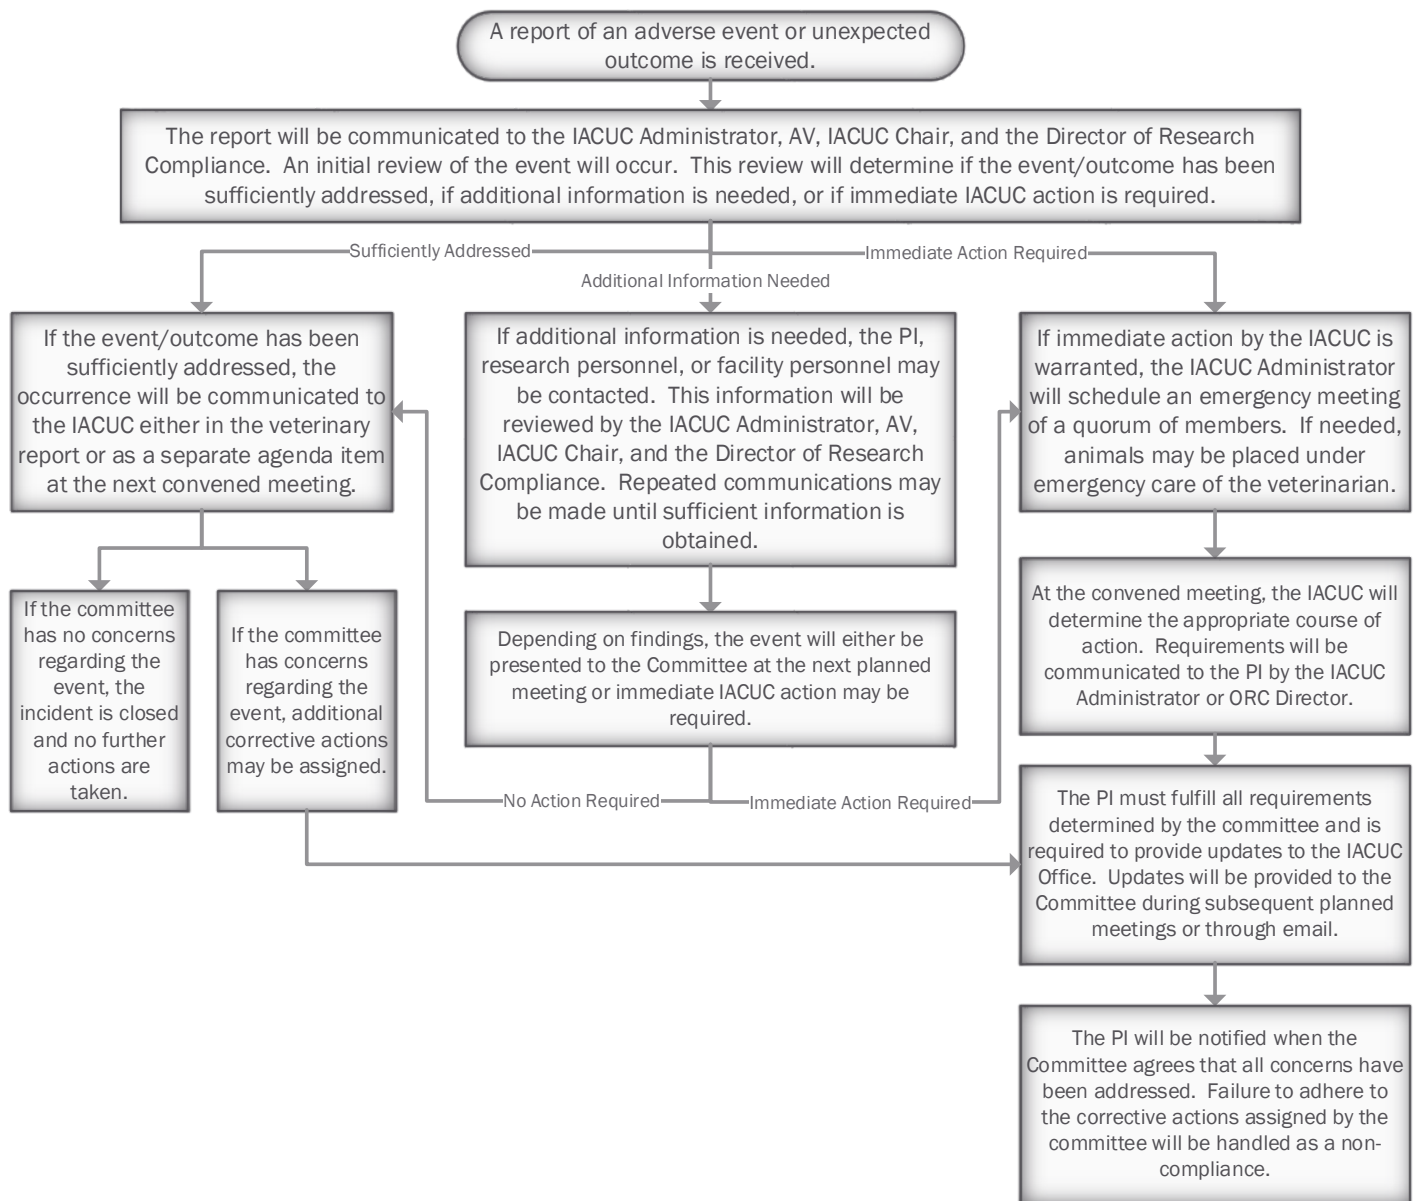 A report of an adverse event or unexpected
outcome is received.
The report will be communicated to the IACUC Administrator, AV, IACUC Chair, and the Director of Research
Compliance.  An initial review of the event will occur.  This review will determine if the event/outcome has been
sufficiently addressed, if additional information is needed, or if immediate IACUC action is required.
Sufficiently Addressed
Additional Information Needed
Immediate Action Required
If the event/outcome has been
sufficiently addressed, the
occurrence will be communicated to
the IACUC either in the veterinary
report or as a separate agenda item
at the next convened meeting.
If additional information is needed, the PI,
research personnel, or facility personnel may
be contacted.  This information will be
reviewed by the IACUC Administrator, AV,
IACUC Chair, and the Director of Research
Compliance.  Repeated communications may
be made until sufficient information is
obtained.
If immediate action by the IACUC is
warranted, the IACUC Administrator
will schedule an emergency meeting
of a quorum of members.  If needed,
animals may be placed under
emergency care of the veterinarian.
If the committee
has no concerns
regarding the
event, the
incident is closed
and no further
actions are
taken.
If the committee
has concerns
regarding the
event, additional
corrective actions
may be assigned.
Depending on findings, the event will either be
presented to the Committee at the next planned
meeting or immediate IACUC action may be
required.
At the convened meeting, the IACUC will
determine the appropriate course of
action.  Requirements will be
communicated to the PI by the IACUC
Administrator or ORC Director.
No Action Required
Immediate Action Required
The PI must fulfill all requirements
determined by the committee and is
required to provide updates to the IACUC
Office.  Updates will be provided to the
Committee during subsequent planned
meetings or through email.
The PI will be notified when the
Committee agrees that all concerns have
been addressed.  Failure to adhere to
the corrective actions assigned by the
committee will be handled as a non-
compliance.